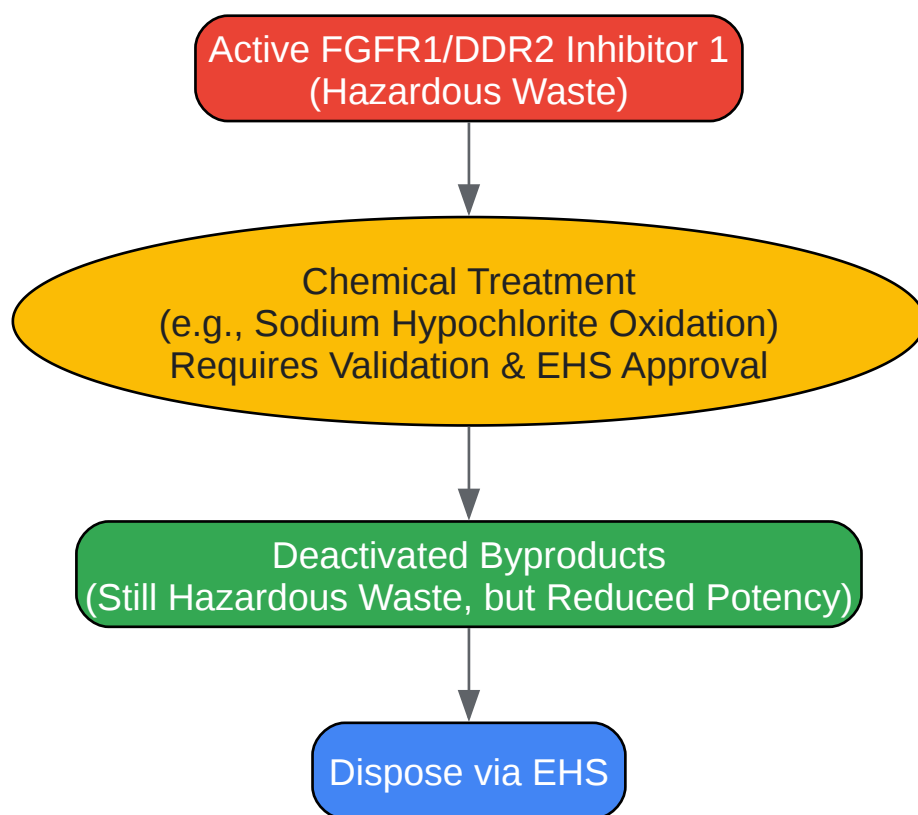 Active FGFR1/DDR2 Inhibitor 1
(Hazardous Waste)
Chemical Treatment
(e.g., Sodium Hypochlorite Oxidation)
Requires Validation & EHS Approval
Deactivated Byproducts
(Still Hazardous Waste, but Reduced Potency)
Dispose via EHS